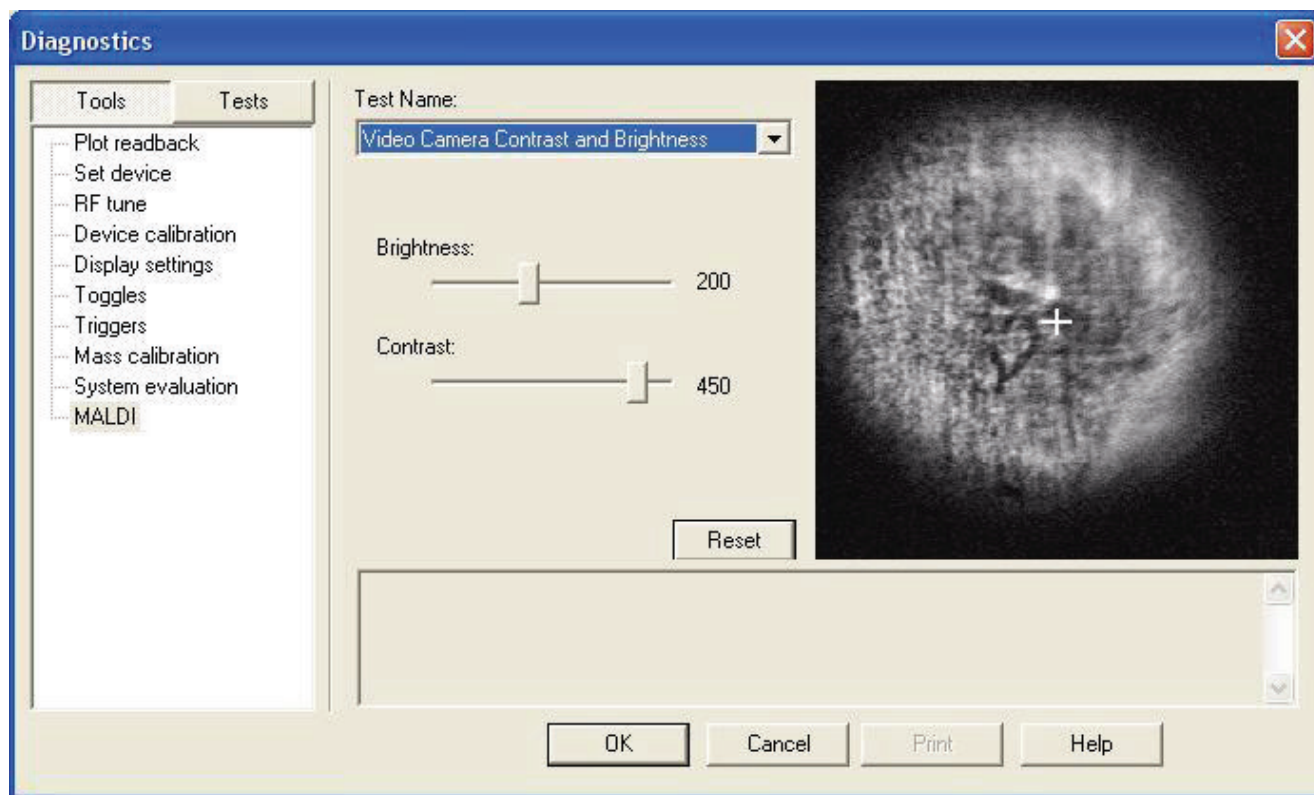 Diagnostics
Tools
Tests
Plot readback
Set device
RF tune
Device calibration
Display settings
Toggles
Triggers
Mass calibration
System evaluation
MALDI
Test Name:
Video Camera Contrast and Brightness
Brightness:
200
Contrast:
450
Reset
OK
Cancel
Print
Help